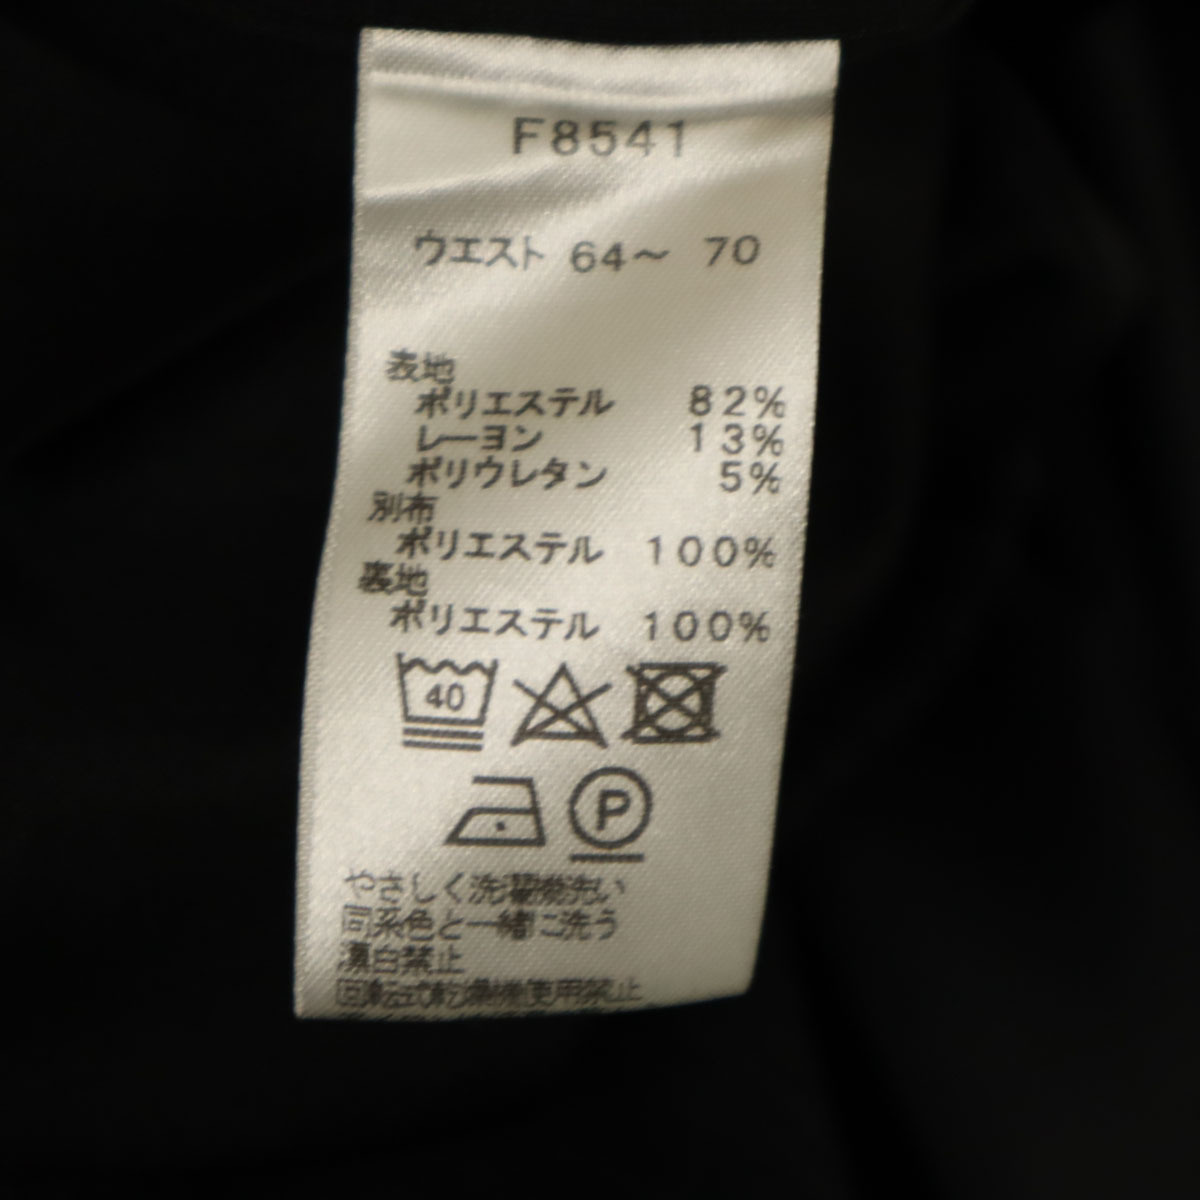 F8541
ウエスト 64～ 70
表地
ポリエステル 82%
レーヨン 13%
ポリウレタン 5%
別布
ポリエステル 100%
表地
ポリエステル 100%
40
P
やさしく洗濯機洗い
同系色と一緒に洗う
漂白禁止
回転式乾燥機使用禁止